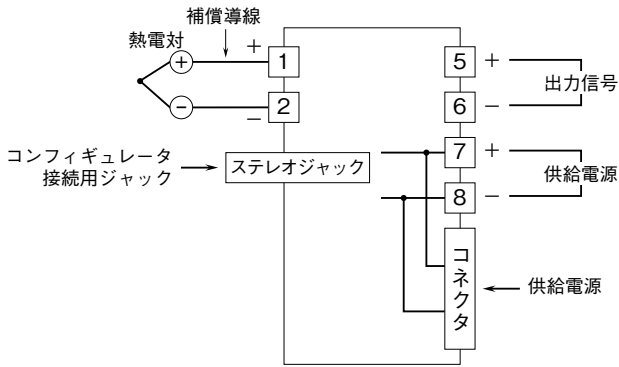 補償導線
熱電対
+
+
1
−
2
−
5
+
出力信号
6
−
7
+
供給電源
8
−
コンフィギュレータ
接続用ジャック
ステレオジャック
コネクタ
供給電源